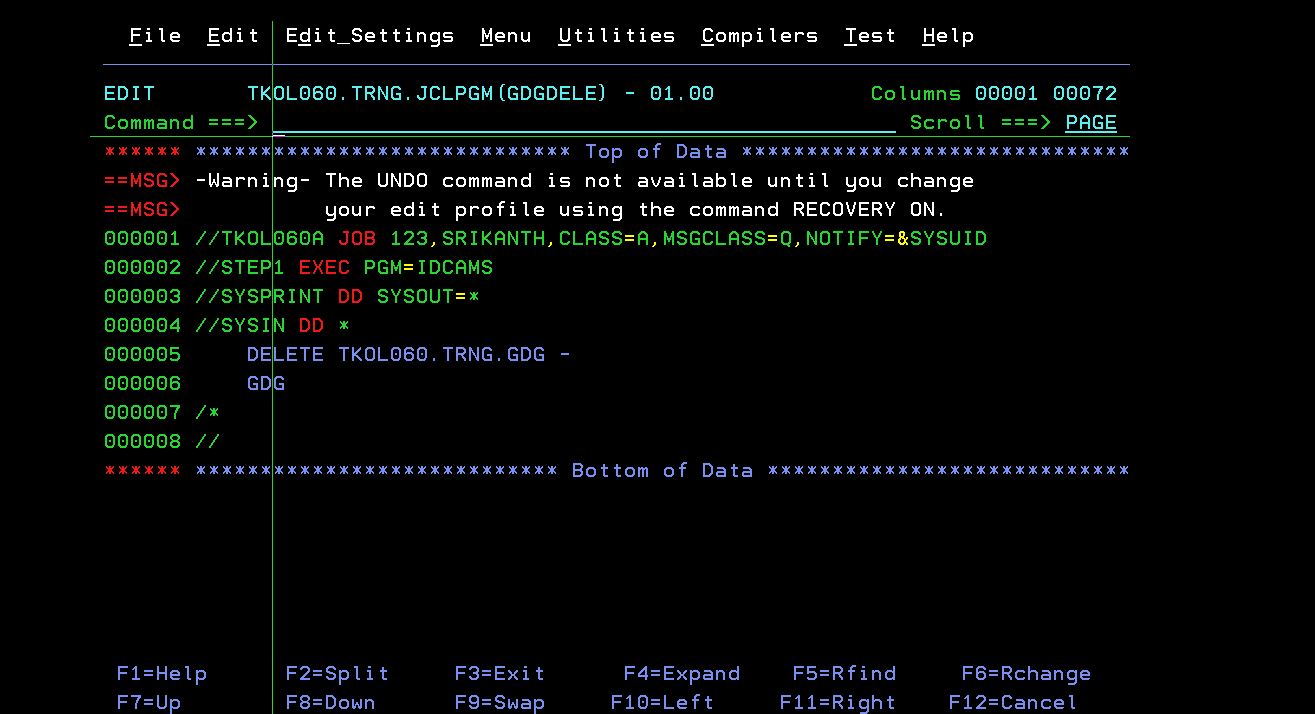 File  Edit  Edit_Settings  Menu  Utilities  Compilers  Test  Help
EDIT       TKOL060.TRNG.JCLPGM(GDGDELE) - 01.00            Columns 00001 00072
Command ===>                                                  Scroll ===> PAGE
****** ***************************** Top of Data ******************************
==MSG> -Warning- The UNDO command is not available until you change
==MSG>           your edit profile using the command RECOVERY ON.
000001 //TKOL060A JOB 123,SRIKANTH,CLASS=A,MSGCLASS=Q,NOTIFY=&SYSUID
000002 //STEP1 EXEC PGM=IDCAMS
000003 //SYSPRINT DD SYSOUT=*
000004 //SYSIN DD *
000005     DELETE TKOL060.TRNG.GDG -
000006     GDG
000007 /*
000008 //
****** **************************** Bottom of Data ****************************
F1=Help      F2=Split     F3=Exit      F4=Expand    F5=Rfind     F6=Rchange
F7=Up        F8=Down      F9=Swap     F10=Left     F11=Right    F12=Cancel